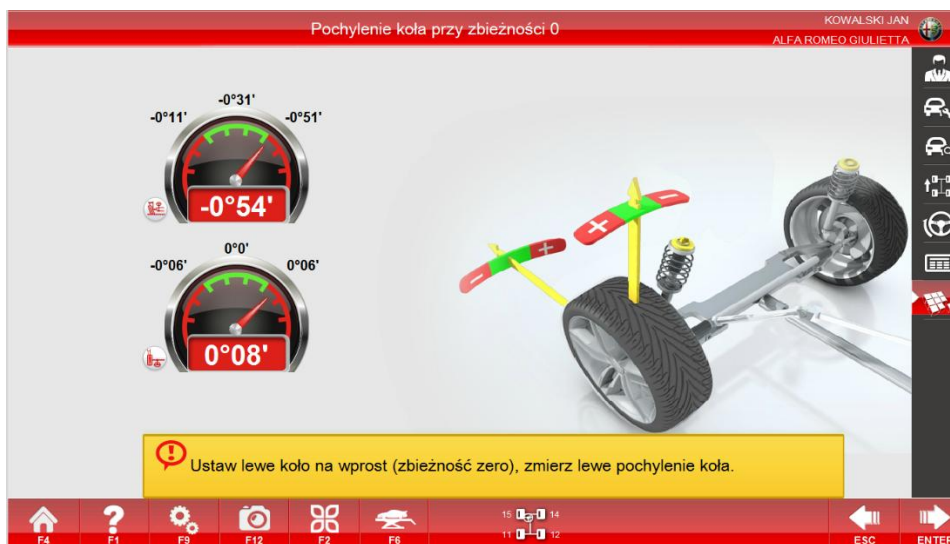 Pochylenie koła przy zbieżności 0
KOWALSKI JAN
ALFA ROMEO GIULIETTA
-0°31'
-0°11'
-0°51'
-0°54'
0°0'
-0°06'
0°06'
0°08'
+
-
-
+
Ustaw lewe koło na wprost (zbieżność zero), zmierz lewe pochylenie koła.
15 14
11 12
F4 F1 F9 F12 F2 F6 ESC ENTER